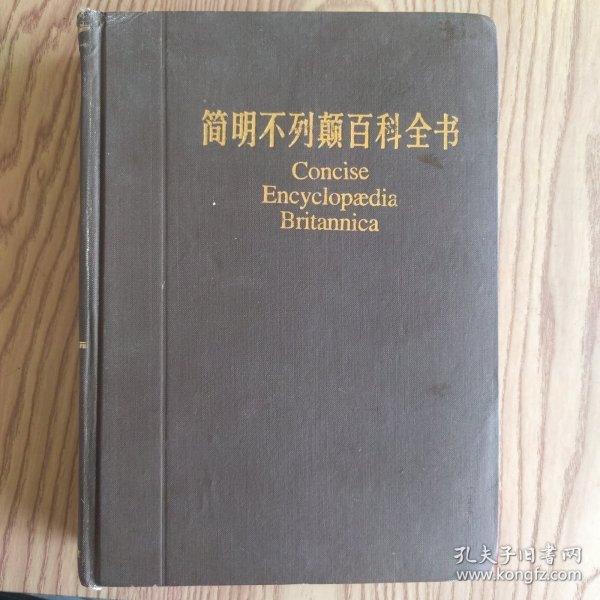 简明不列颠百科全书
Concise
Encyclopædia
Britannica
孔夫子旧书网
www.kongfz.com